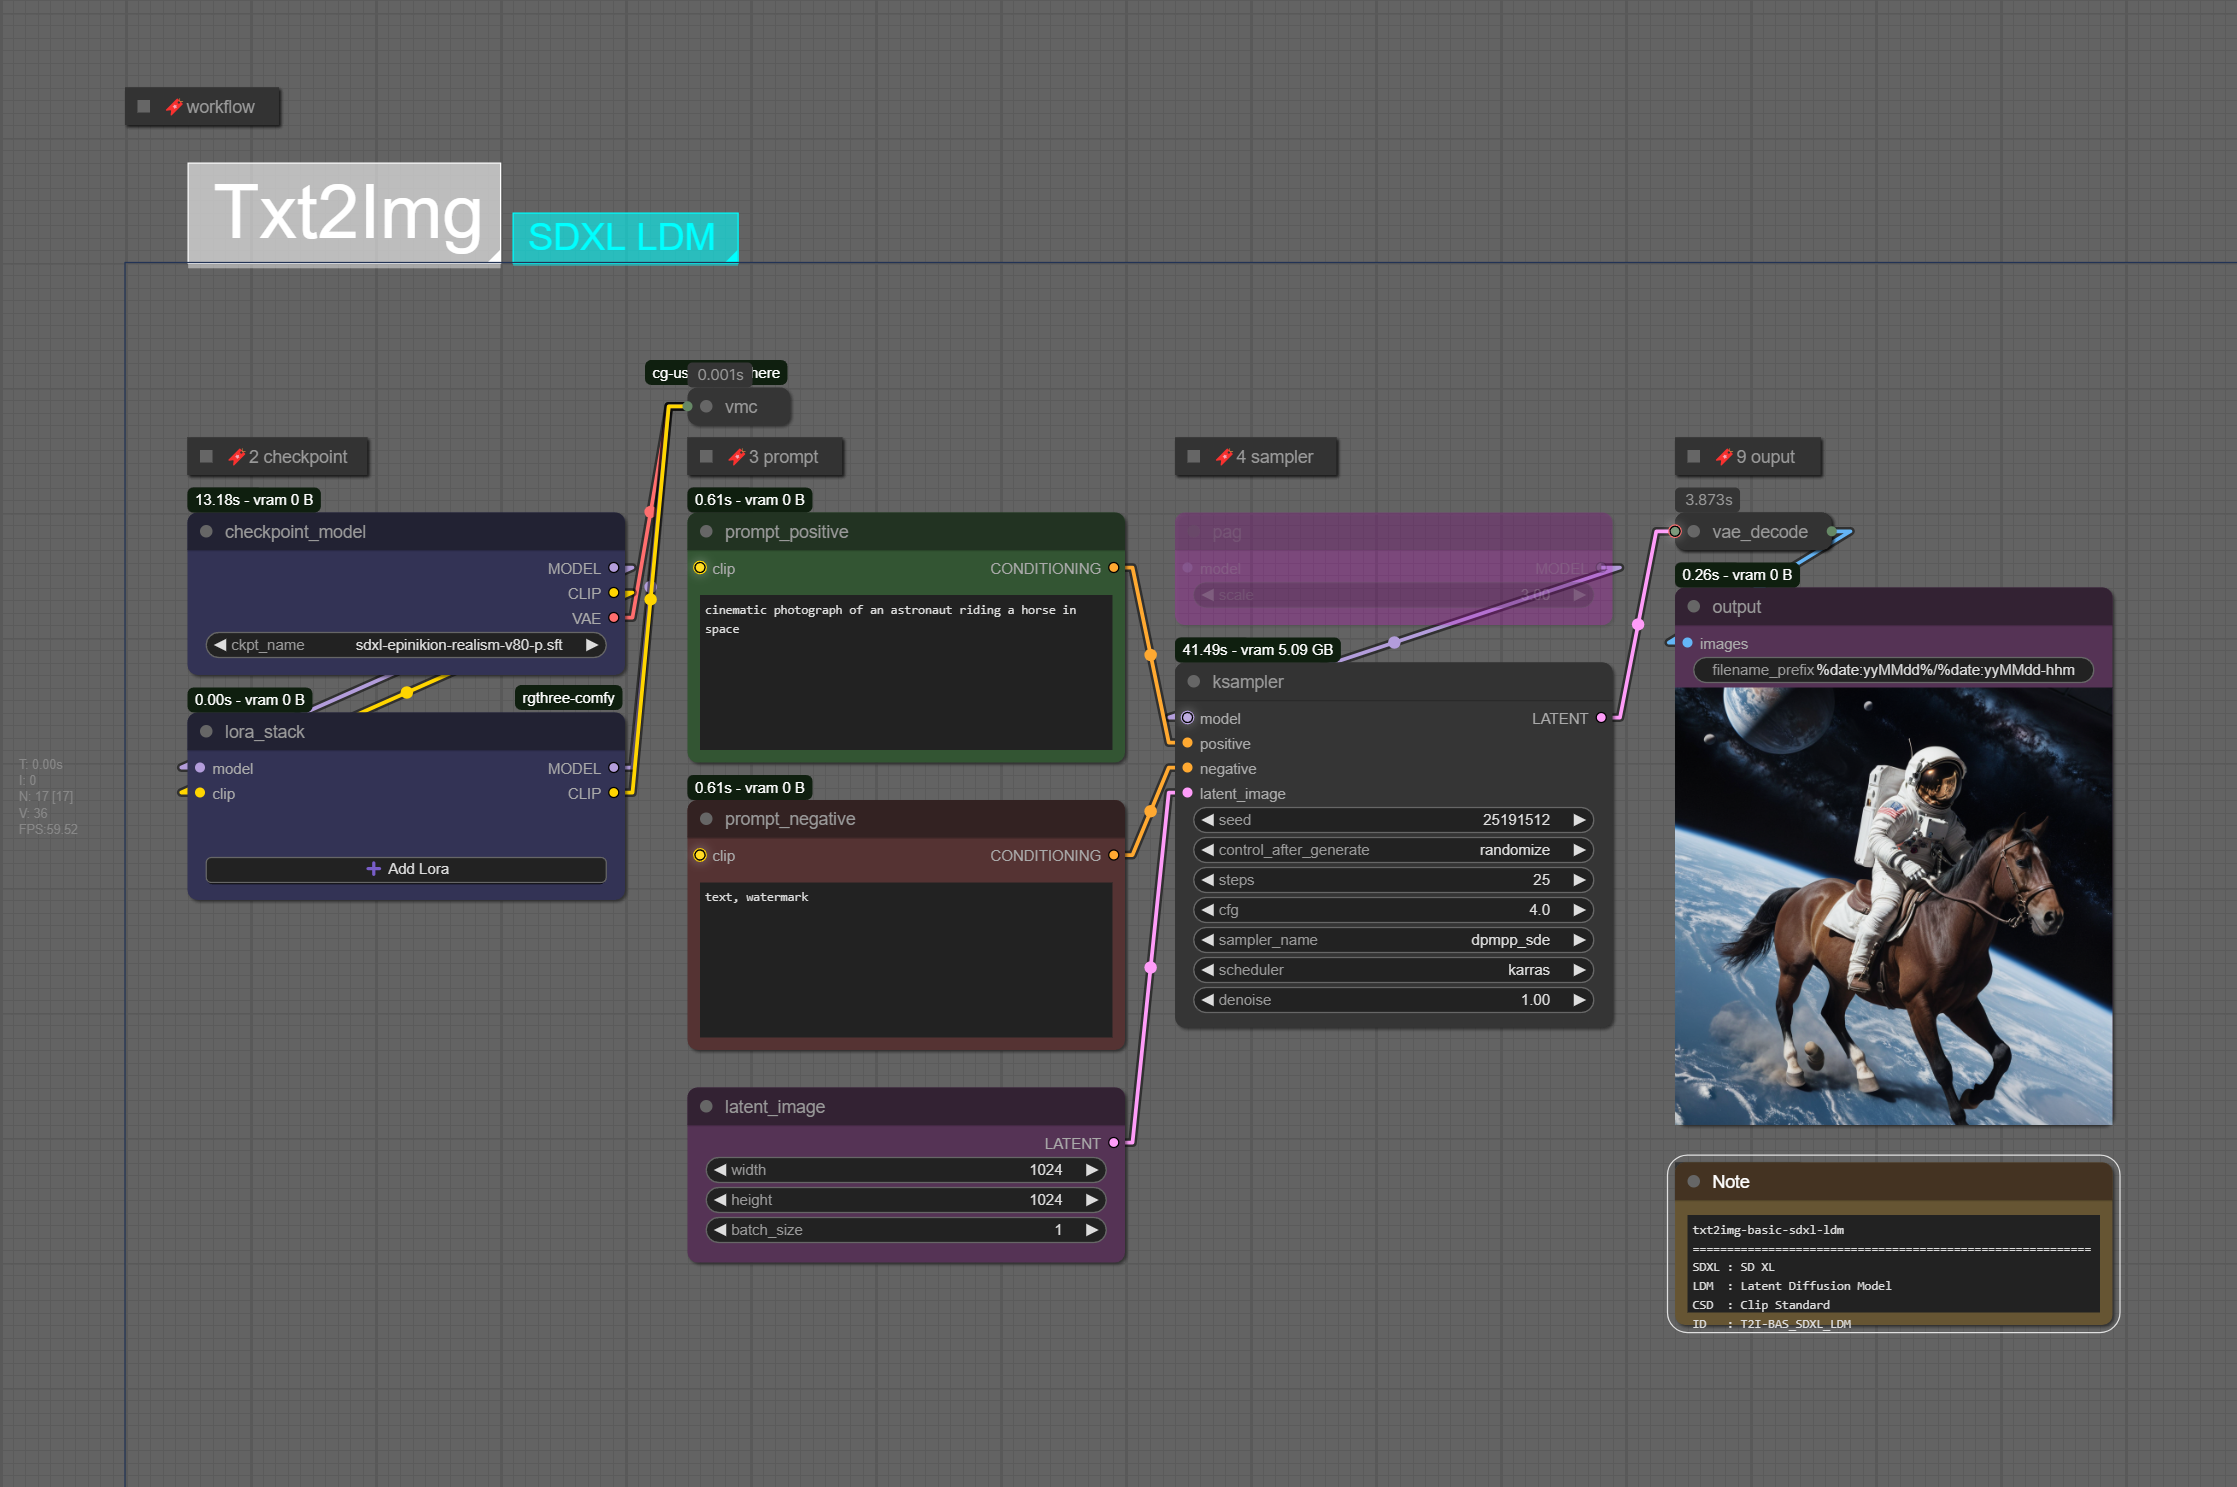 workflow
Txt2Img
SDXL LDM
cg-us
0.001s
here
vmc
2 checkpoint
3 prompt
4 sampler
9 ouput
13.18s - vram 0 B
checkpoint_model
MODEL
CLIP
VAE
ckpt_name sdxl-epinikion-realism-v80-p.sft
0.00s - vram 0 B
rgthree-comfy
lora_stack
model MODEL
clip CLIP
Add Lora
T: 0.00s
I: 0
N: 17 [17]
V: 36
FPS:59.52
0.61s - vram 0 B
prompt_positive
clip CONDITIONING
cinematic photograph of an astronaut riding a horse in
space
0.61s - vram 0 B
prompt_negative
clip CONDITIONING
text, watermark
latent_image
LATENT
width 1024
height 1024
batch_size 1
pag
model MODEL
scale 3.00
41.49s - vram 5.09 GB
ksampler
model LATENT
positive
negative
latent_image
seed 25191512
control_after_generate randomize
steps 25
cfg 4.0
sampler_name dpmpp_sde
scheduler karras
denoise 1.00
3.873s
vae_decode
0.26s - vram 0 B
output
images
filename_prefix %date:yyMMdd%/%date:yyMMdd-hhm
Note
txt2img-basic-sdxl-ldm
==========================================================
SDXL : SD XL
LDM : Latent Diffusion Model
CSD : Clip Standard
ID : T2I-BAS_SDXL_LDM